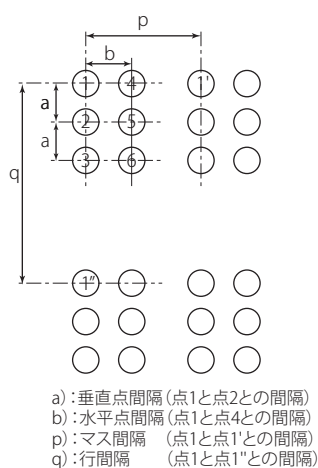 p
b
1 4 1'
a
2 5
a
3 6
q
1"
a)：垂直点間隔（点1と点2との間隔）
b)：水平点間隔（点1と点4との間隔）
p)：マス間隔　（点1と点1'との間隔）
q)：行間隔　　（点1と点1"との間隔）